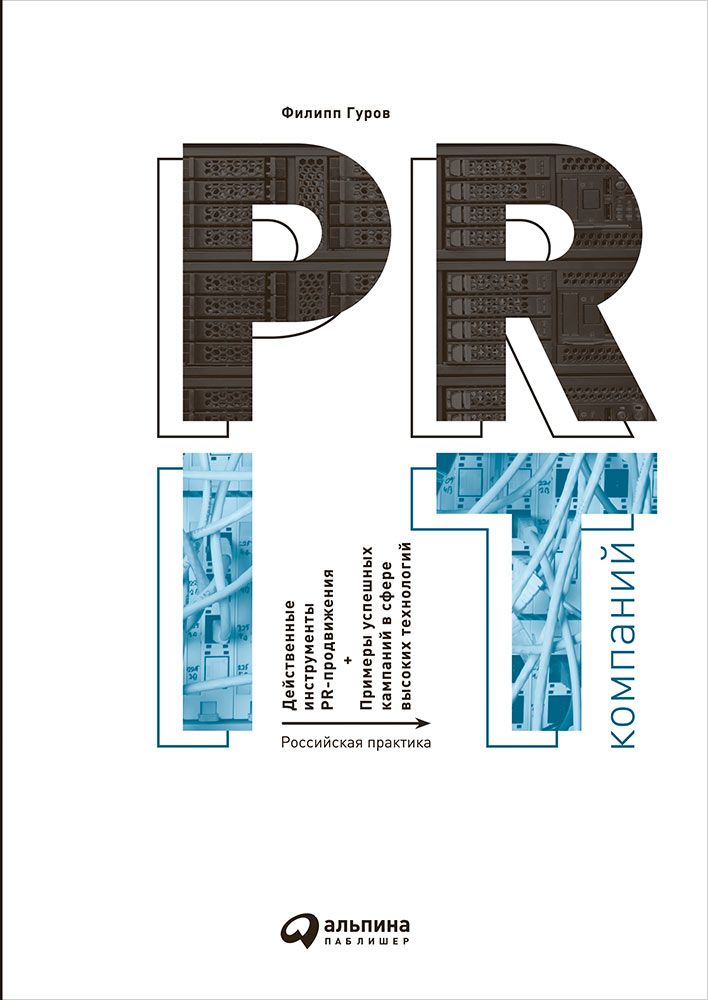 Филипп Гуров
PR
IT
компаний
Действенные
инструменты
PR-продвижения
+
Примеры успешных
кампаний в сфере
высоких технологий
Российская практика
альпина
ПАБЛИШЕР